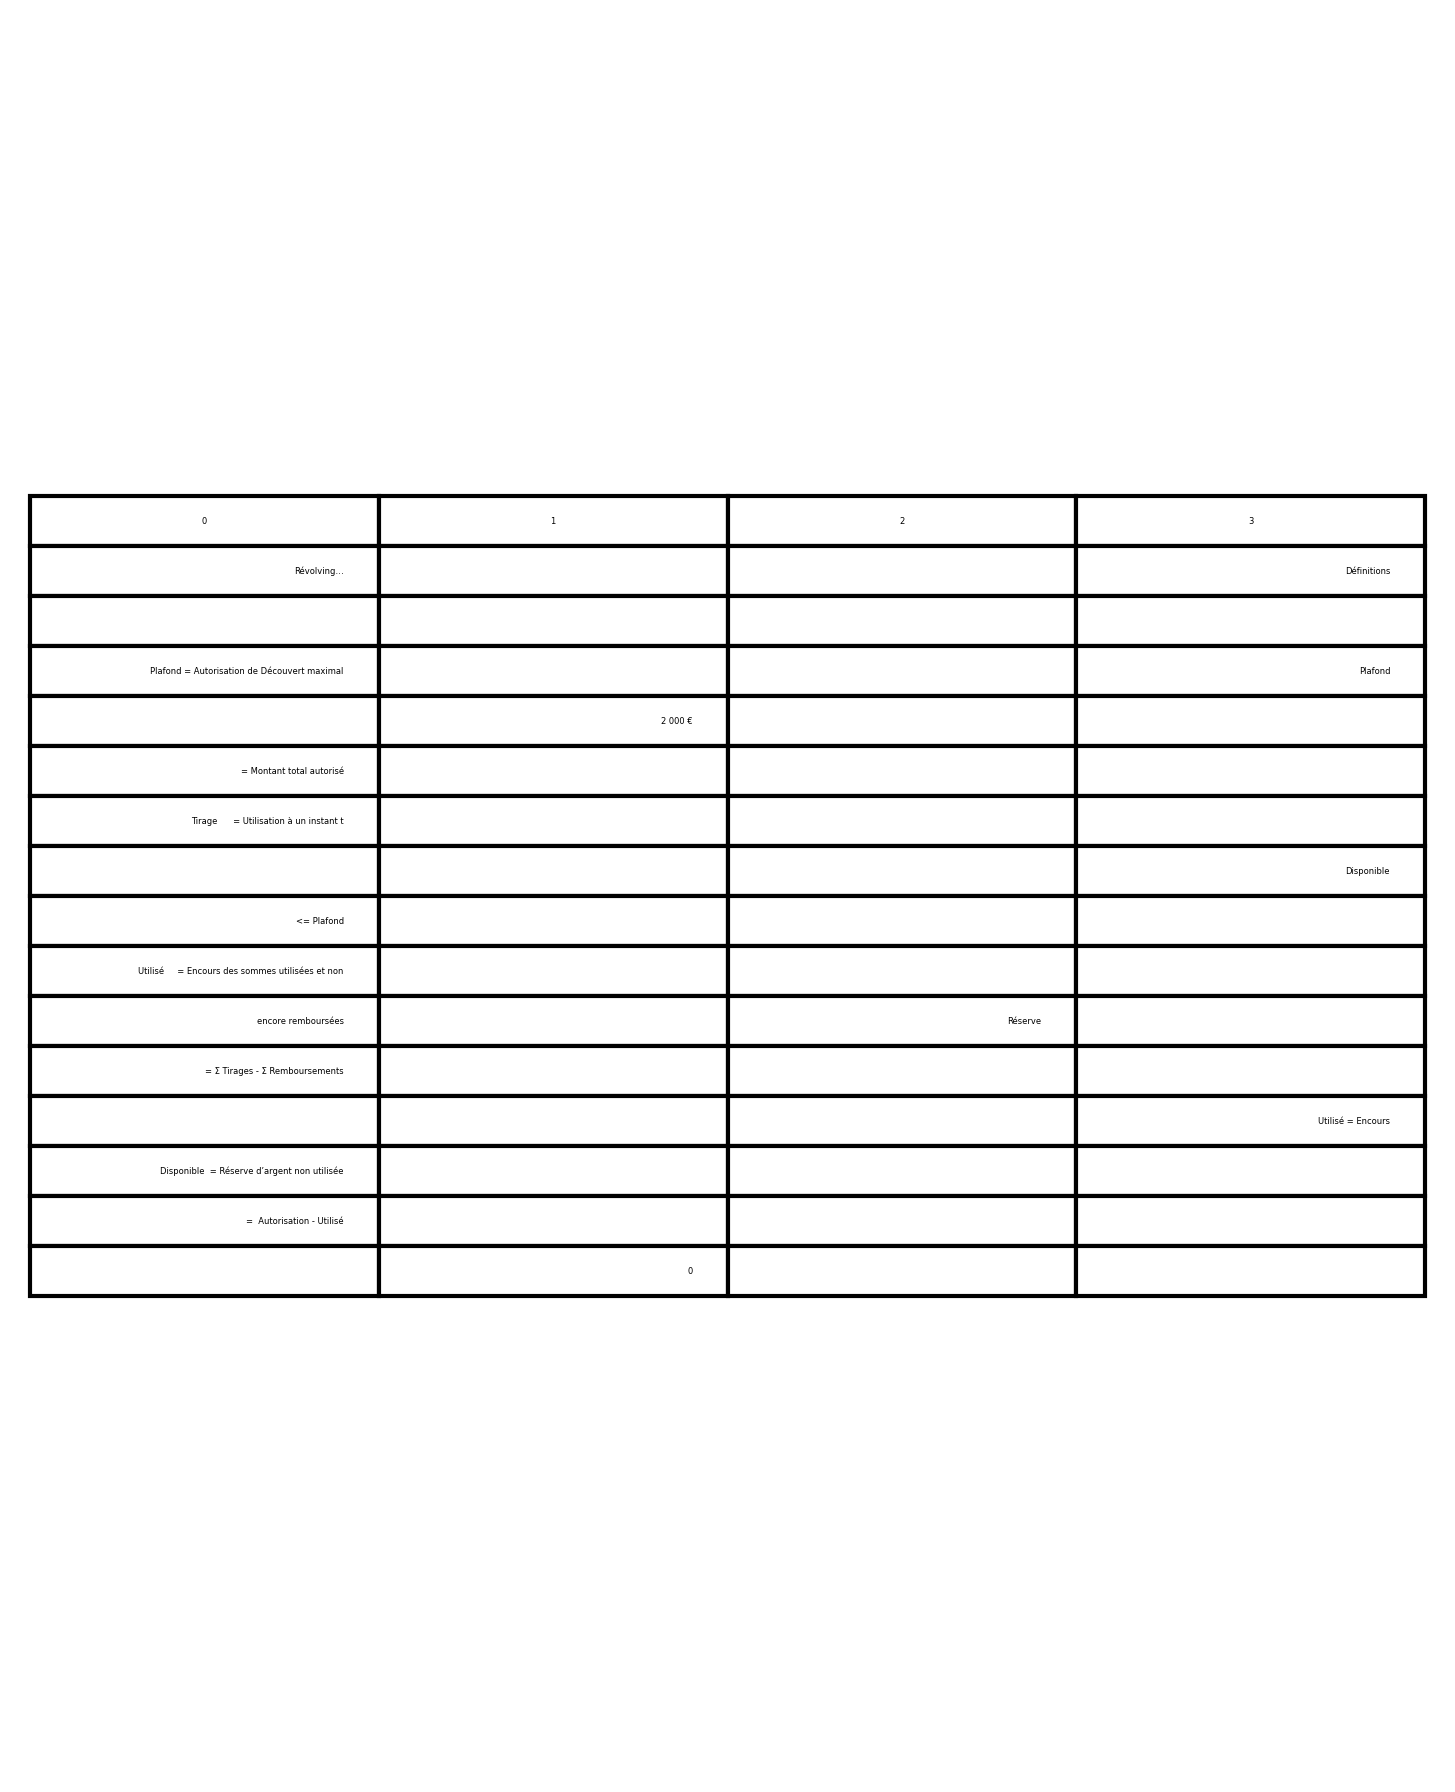 0 1 2 3
Révolving… Définitions
Plafond = Autorisation de Découvert maximal Plafond
2 000 €
= Montant total autorisé
Tirage = Utilisation à un instant t
Disponible
<= Plafond
Utilisé = Encours des sommes utilisées et non
encore remboursées Réserve
= Σ Tirages - Σ Remboursements
Utilisé = Encours
Disponible = Réserve d'argent non utilisée
= Autorisation - Utilisé
0